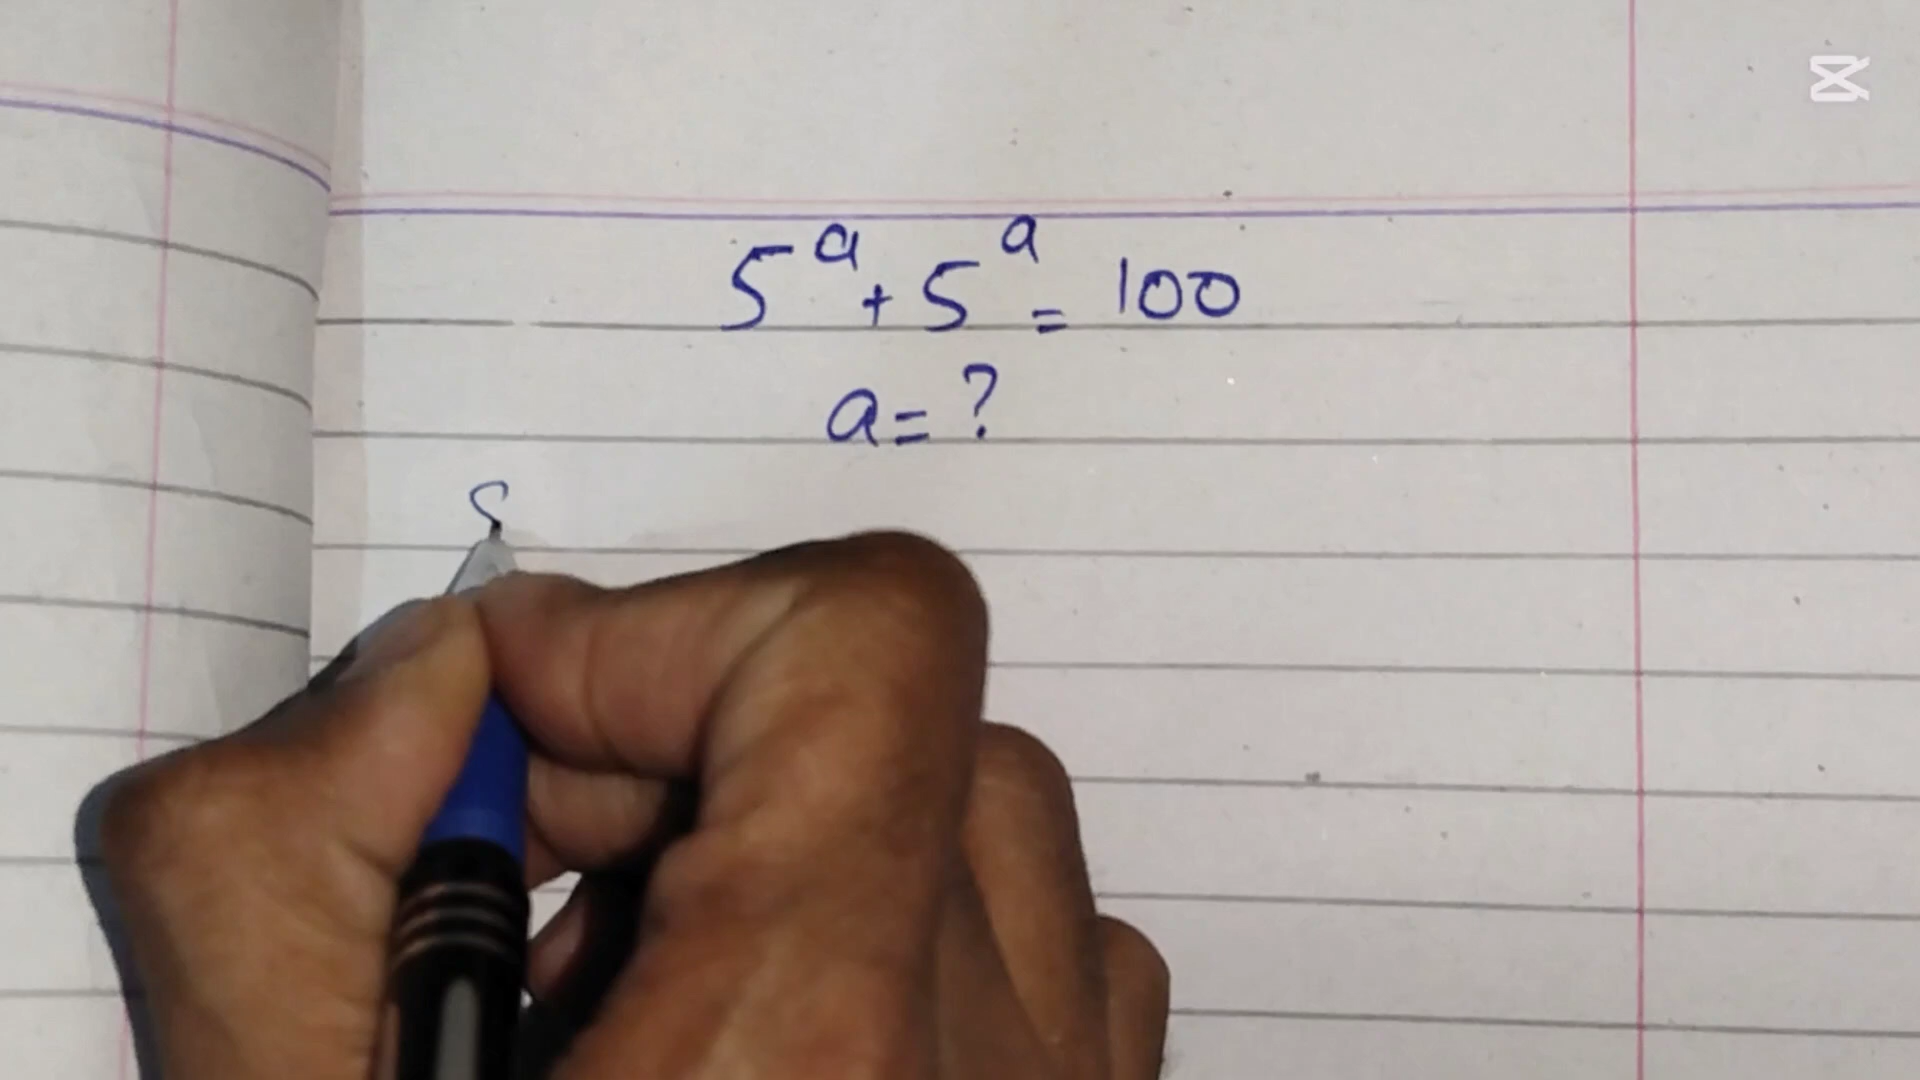 5^a + 5^a = 100
a = ?
S